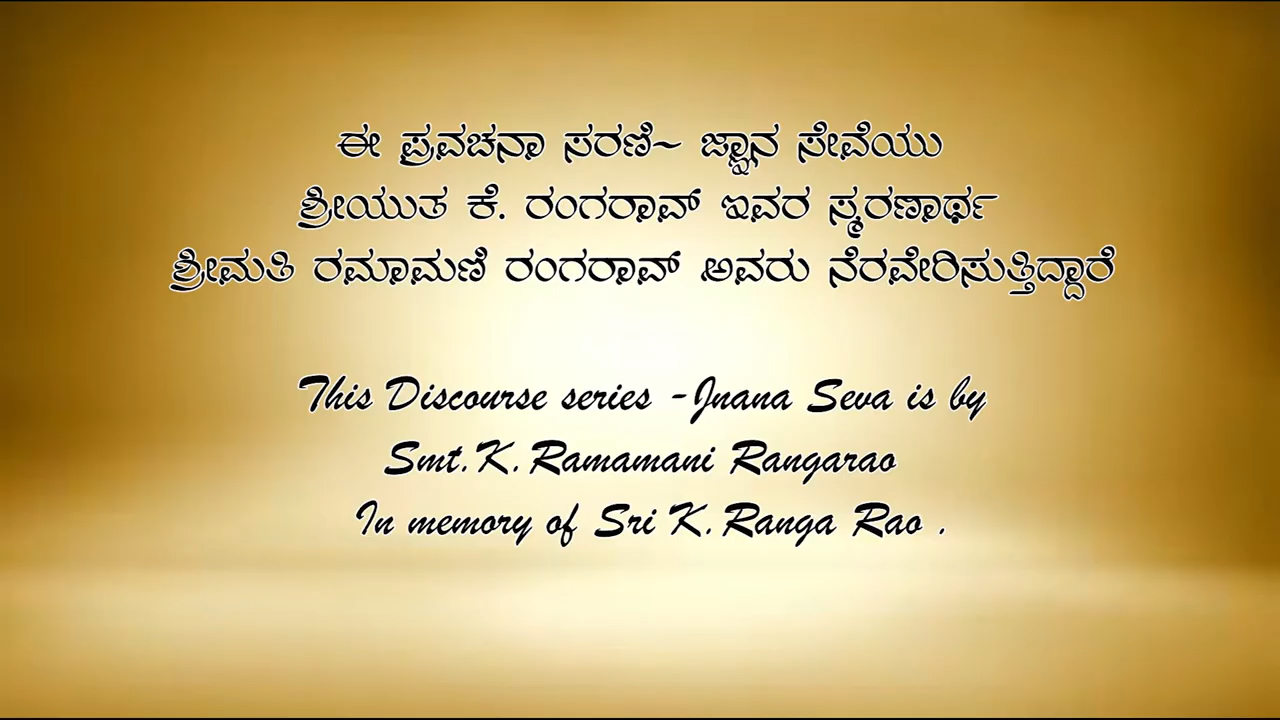 ಈ ಪ್ರವಚನಾ ಸರಣಿ~ ಜ್ಞಾನ ಸೇವೆಯು
ಶ್ರೀಯುತ ಕೆ. ರಂಗರಾವ್ ಇವರ ಸ್ಮರಣಾರ್ಥ
ಶ್ರೀಮತಿ ರಮಾಮಣಿ ರಂಗರಾವ್ ಅವರು ನೆರವೇರಿಸುತ್ತಿದ್ದಾರೆ
This Discourse series -Jnana Seva is by
Smt.K.Ramamani Rangarao
In memory of Sri K.Ranga Rao .